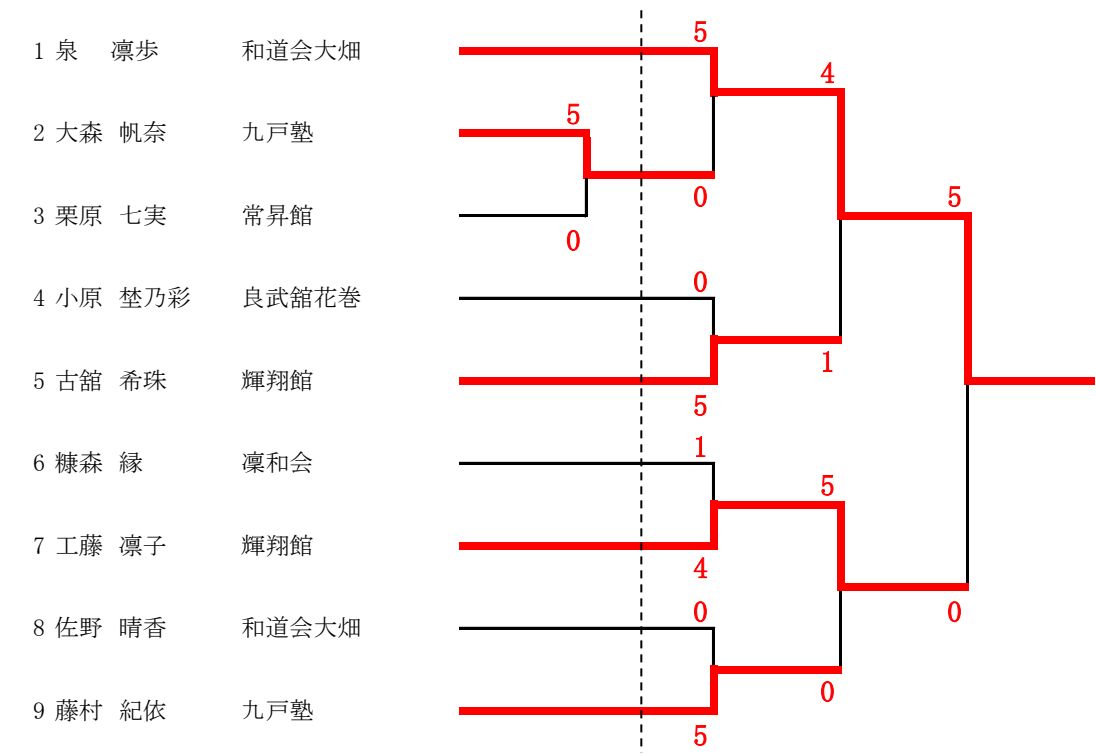 5
1 泉　凛歩 和道会大畑
4
5
2 大森 帆奈 九戸塾
5
0
3 栗原 七実 常昇館
0
0
4 小原 埜乃彩 良武舘花巻
1
5 古舘 希珠 輝翔館
5
1
6 糠森 縁 凜和会
5
7 工藤 凛子 輝翔館
4
0
0
8 佐野 晴香 和道会大畑
0
9 藤村 紀依 九戸塾
5